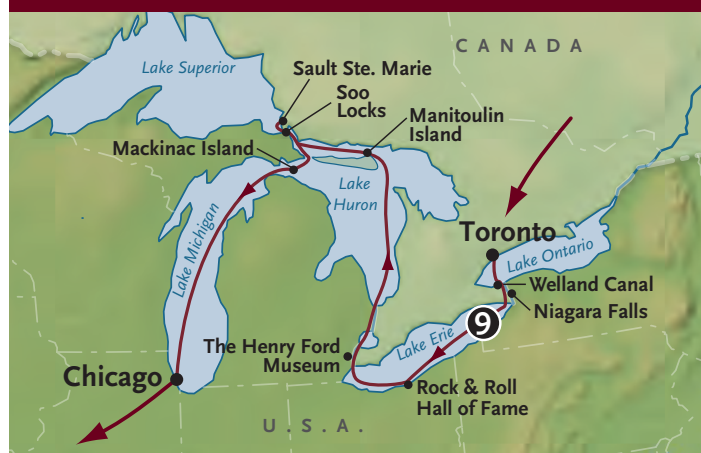 CANADA
Lake Superior
Sault Ste. Marie
Soo
Locks
Manitoulin
Island
Mackinac Island
Lake
Huron
Lake Michigan
Toronto
Lake Ontario
Welland Canal
Niagara Falls
9
Lake Erie
The Henry Ford
Museum
Chicago
Rock & Roll
Hall of Fame
U.S.A.